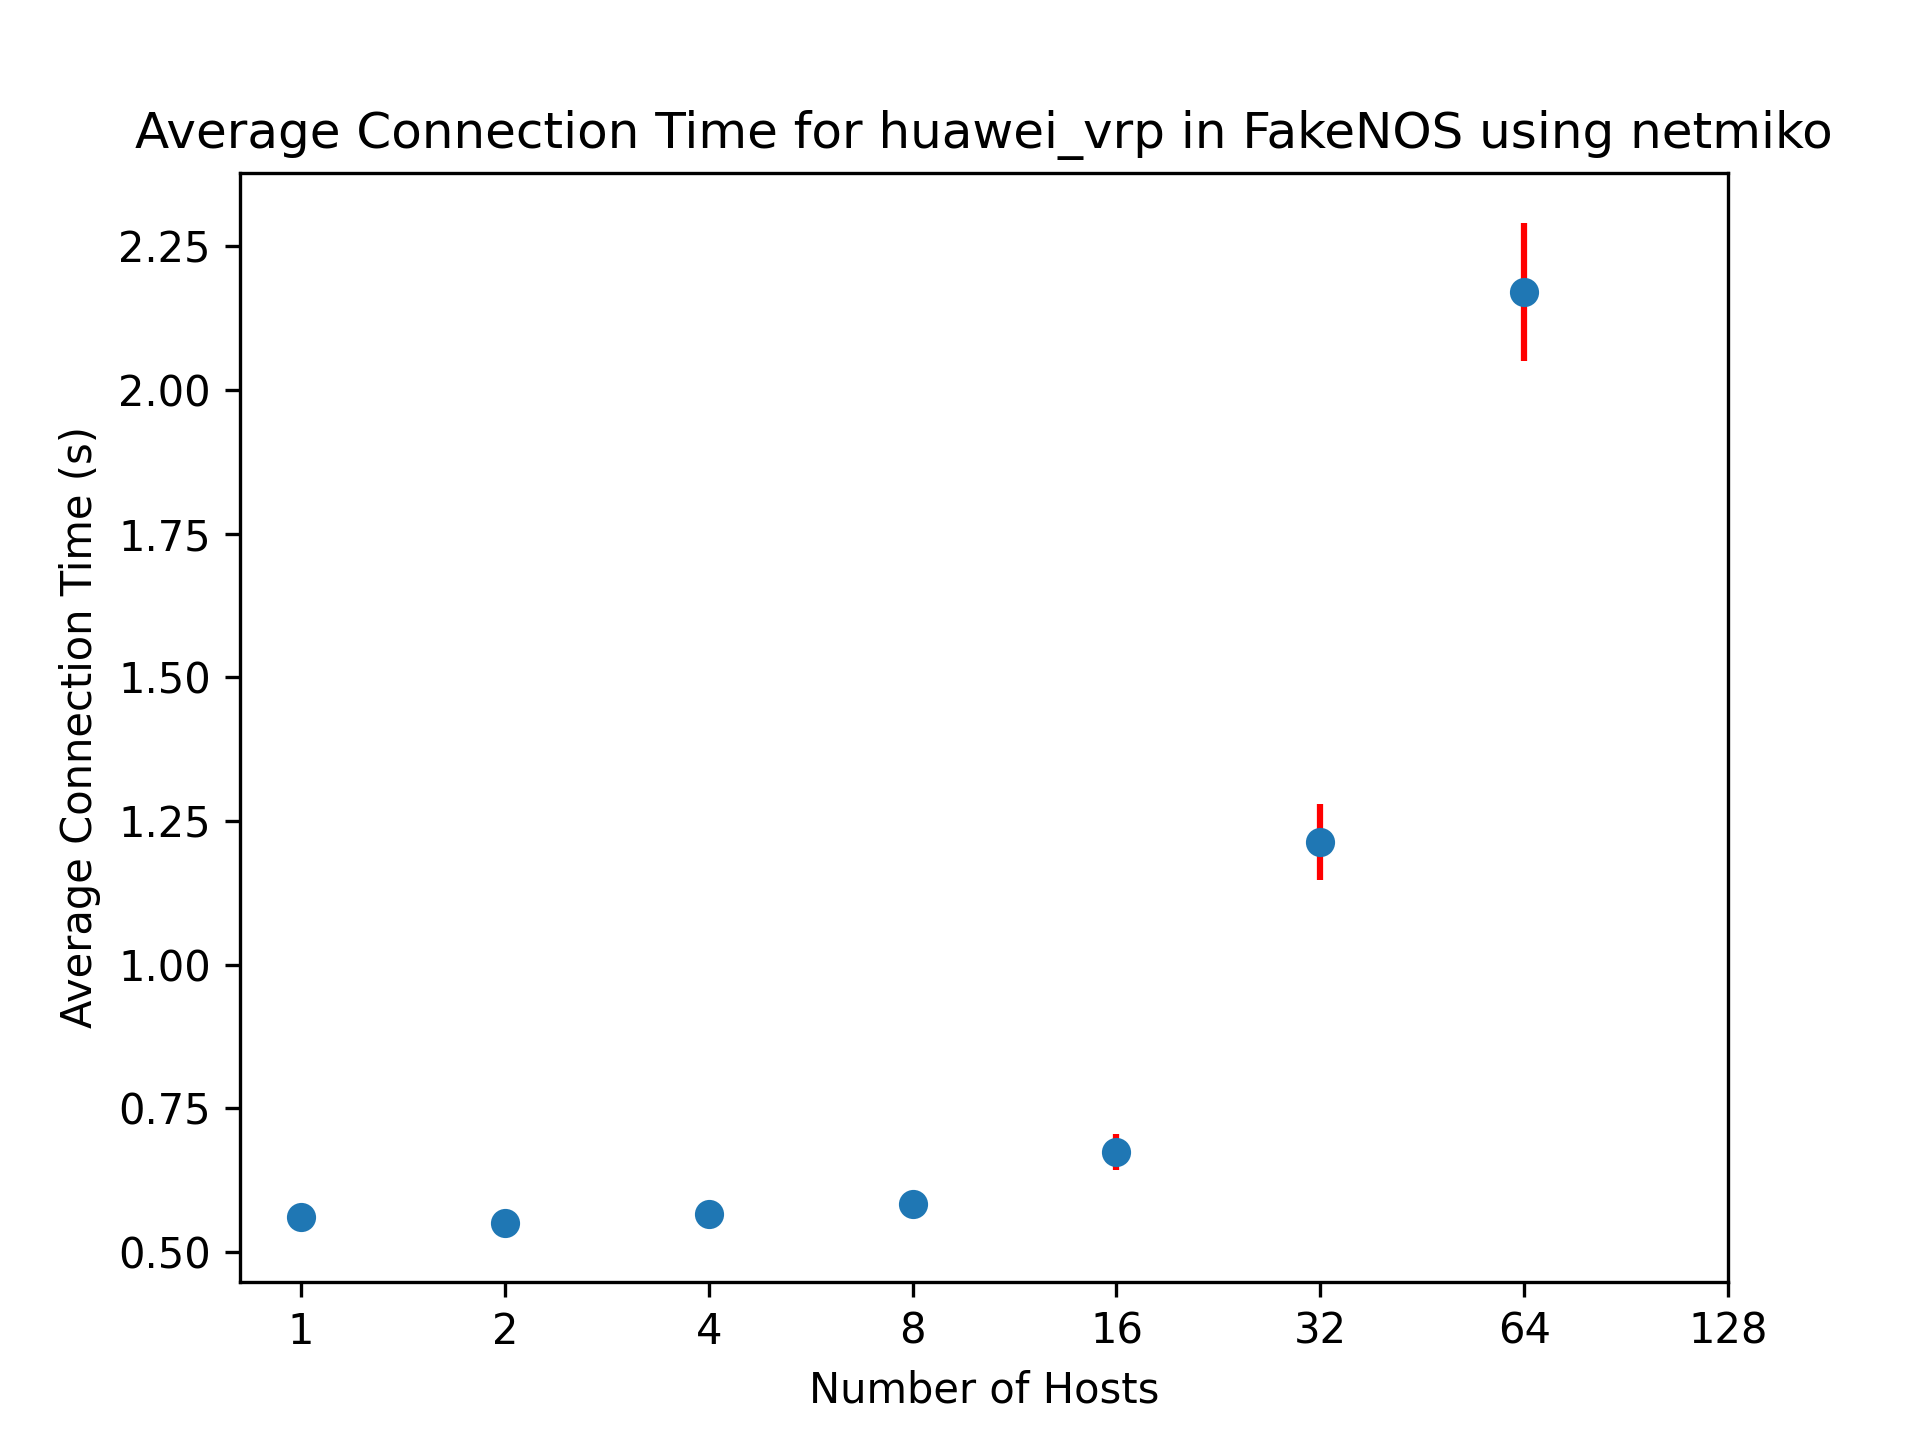 Average Connection Time for huawei_vrp in FakeNOS using netmiko
Average Connection Time (s)
2.25
2.00
1.75
1.50
1.25
1.00
0.75
0.50
1 2 4 8 16 32 64 128
Number of Hosts